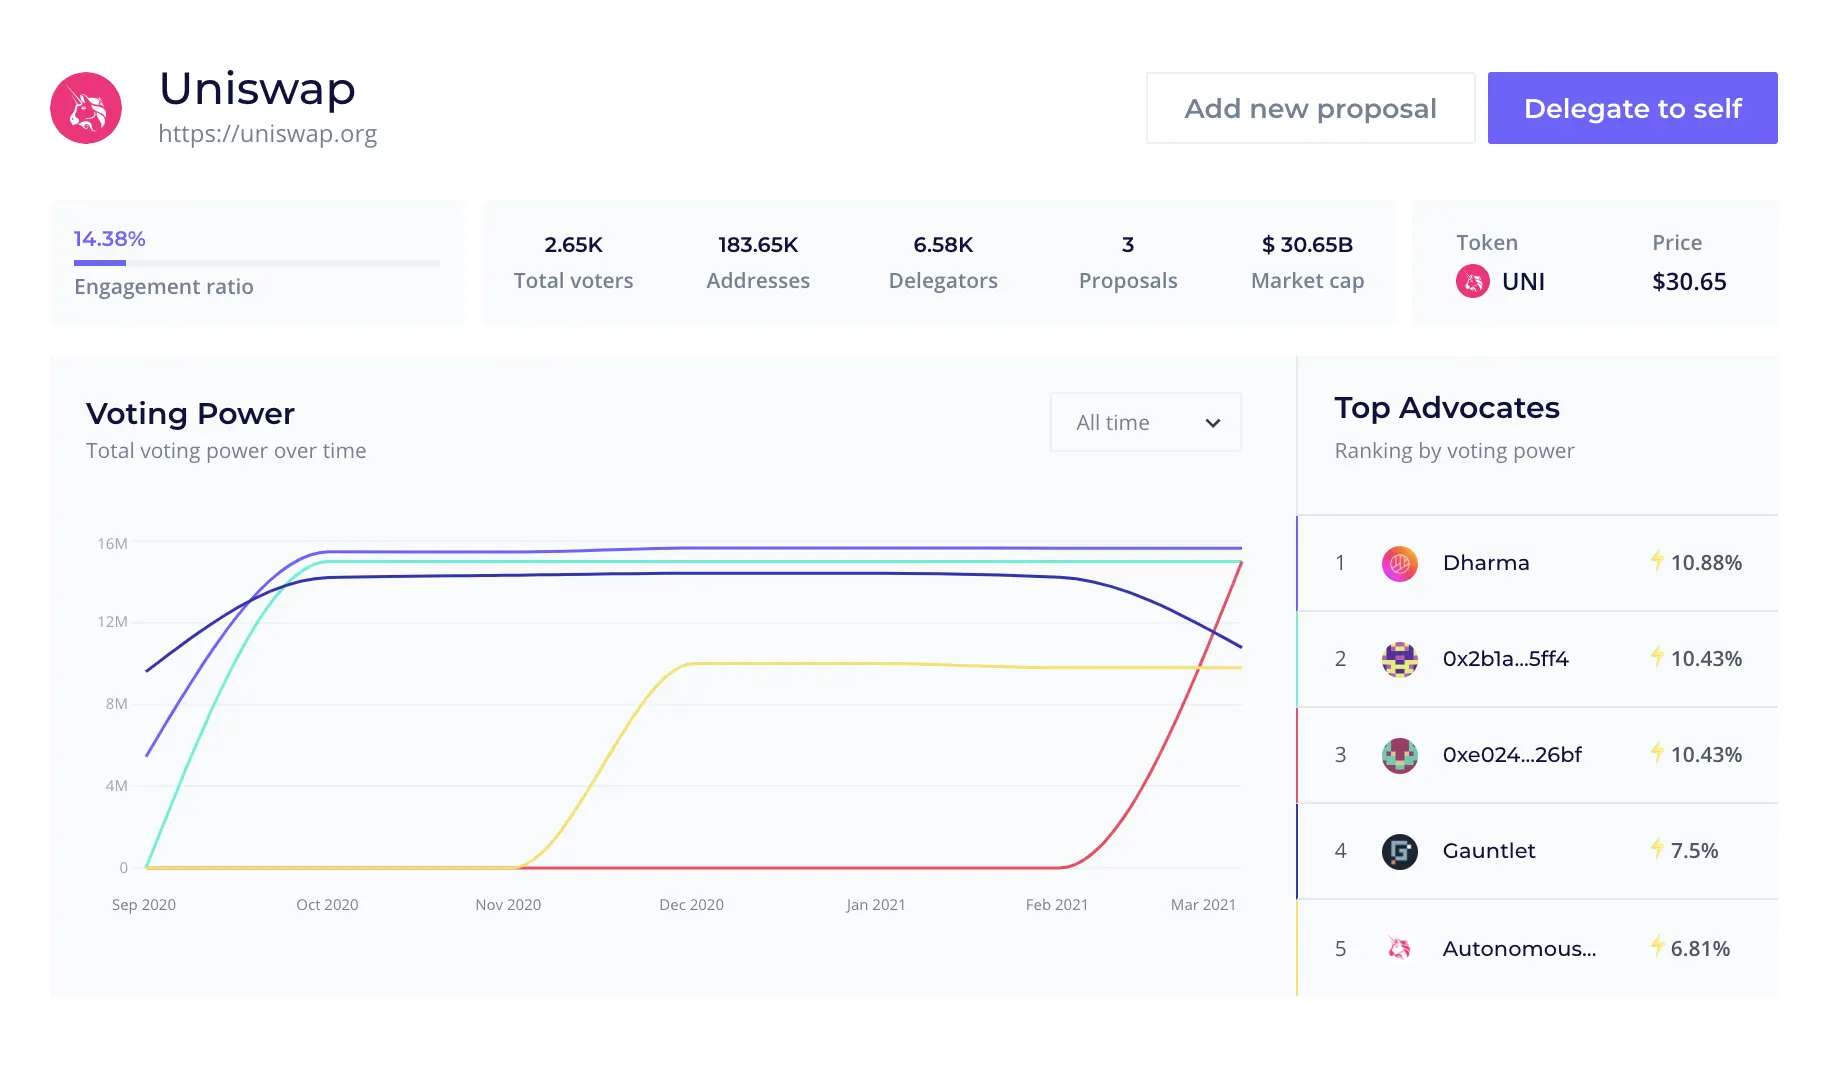 Uniswap
https://uniswap.org
Add new proposal
Delegate to self
14.38%
Engagement ratio
2.65K
Total voters
183.65K
Addresses
6.58K
Delegators
3
Proposals
$ 30.65B
Market cap
Token
UNI
Price
$30.65
Voting Power
Total voting power over time
All time
16M
12M
8M
4M
0
Sep 2020
Oct 2020
Nov 2020
Dec 2020
Jan 2021
Feb 2021
Mar 2021
Top Advocates
Ranking by voting power
1 Dharma 10.88%
2 0x2b1a...5ff4 10.43%
3 0xe024...26bf 10.43%
4 Gauntlet 7.5%
5 Autonomous... 6.81%